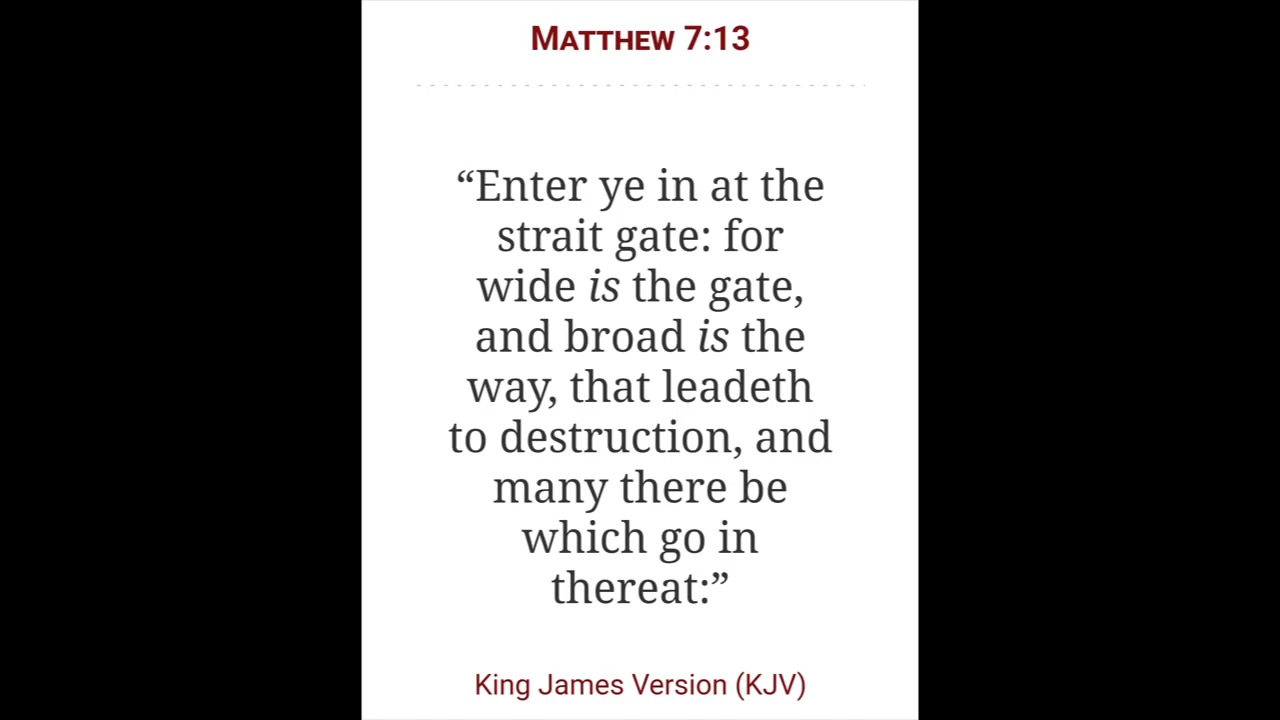 MATTHEW 7:13
“Enter ye in at the
strait gate: for
wide is the gate,
and broad is the
way, that leadeth
to destruction, and
many there be
which go in
thereat:”
King James Version (KJV)